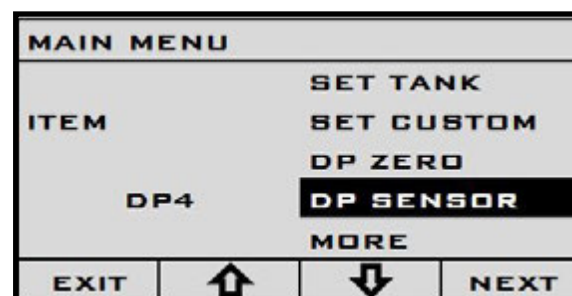 MAIN MENU
SET TANK
ITEM SET CUSTOM
DP ZERO
DP4 DP SENSOR
MORE
EXIT NEXT